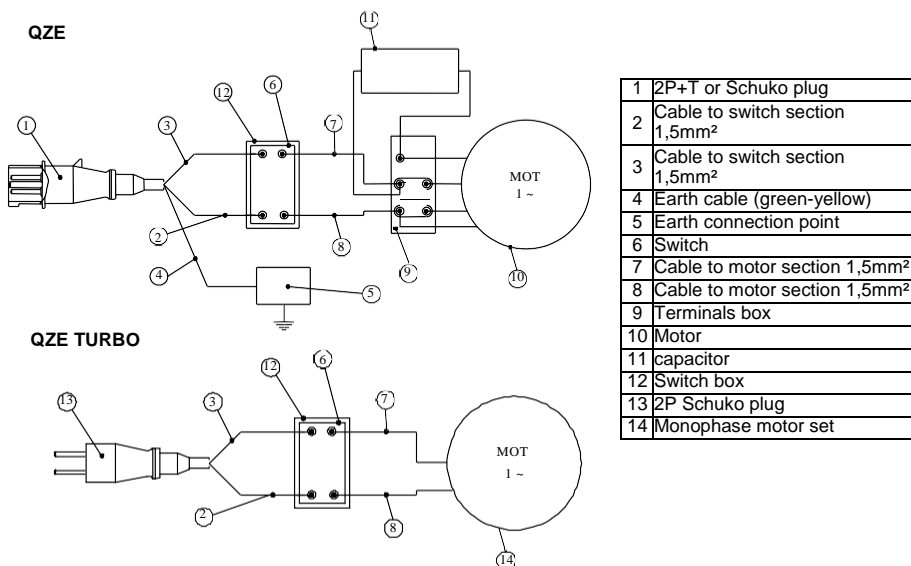 QZE
11
12
6
3
7
1
MOT
1 ~
2
8
4
9
10
5
QZE TURBO
12
6
13
3
7
MOT
1 ~
2
8
14
1 2P+T or Schuko plug
2 Cable to switch section
1,5mm²
3 Cable to switch section
1,5mm²
4 Earth cable (green-yellow)
5 Earth connection point
6 Switch
7 Cable to motor section 1,5mm²
8 Cable to motor section 1,5mm²
9 Terminals box
10 Motor
11 capacitor
12 Switch box
13 2P Schuko plug
14 Monophase motor set